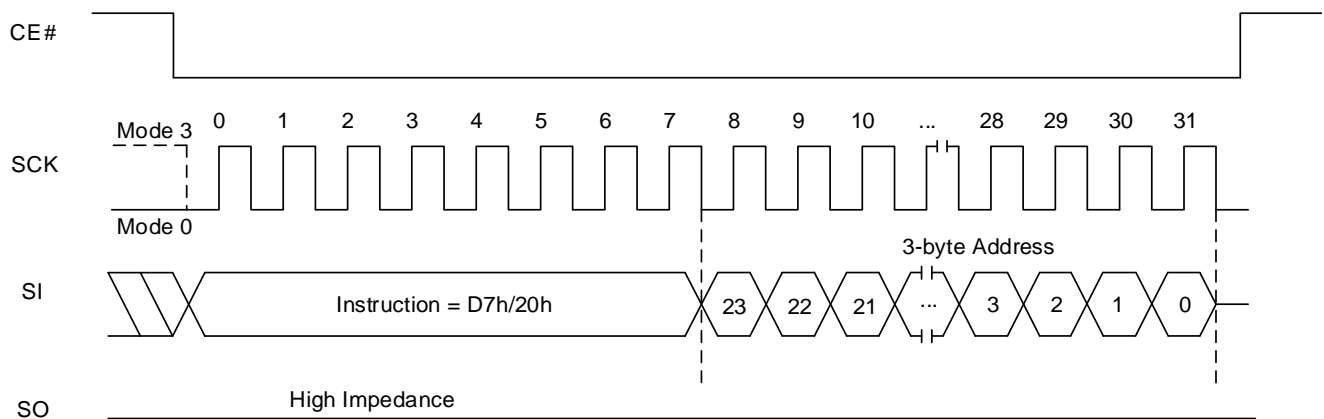 CE#
0 1 2 3 4 5 6 7 8 9 10 ... 28 29 30 31
Mode 3
SCK
Mode 0
3-byte Address
SI
Instruction = D7h/20h 23 22 21 ... 3 2 1 0
High Impedance
SO